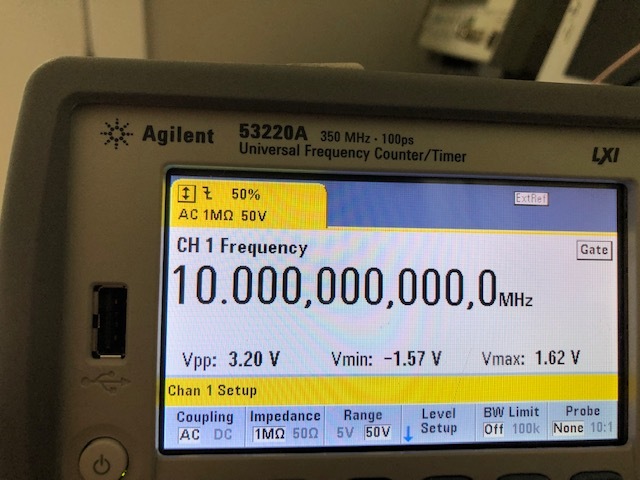 Agilent 53220A 350 MHz - 100ps
Universal Frequency Counter/Timer
LXI
50%
ExtRef
AC 1MΩ 50V
CH 1 Frequency
Gate
10.000,000,000,0MHz
Vpp: 3.20 V Vmin: -1.57 V Vmax: 1.62 V
Chan 1 Setup
Coupling Impedance Range Level BW Limit Probe
AC DC 1MΩ 50Ω 5V 50V Setup Off 100k None 10:1